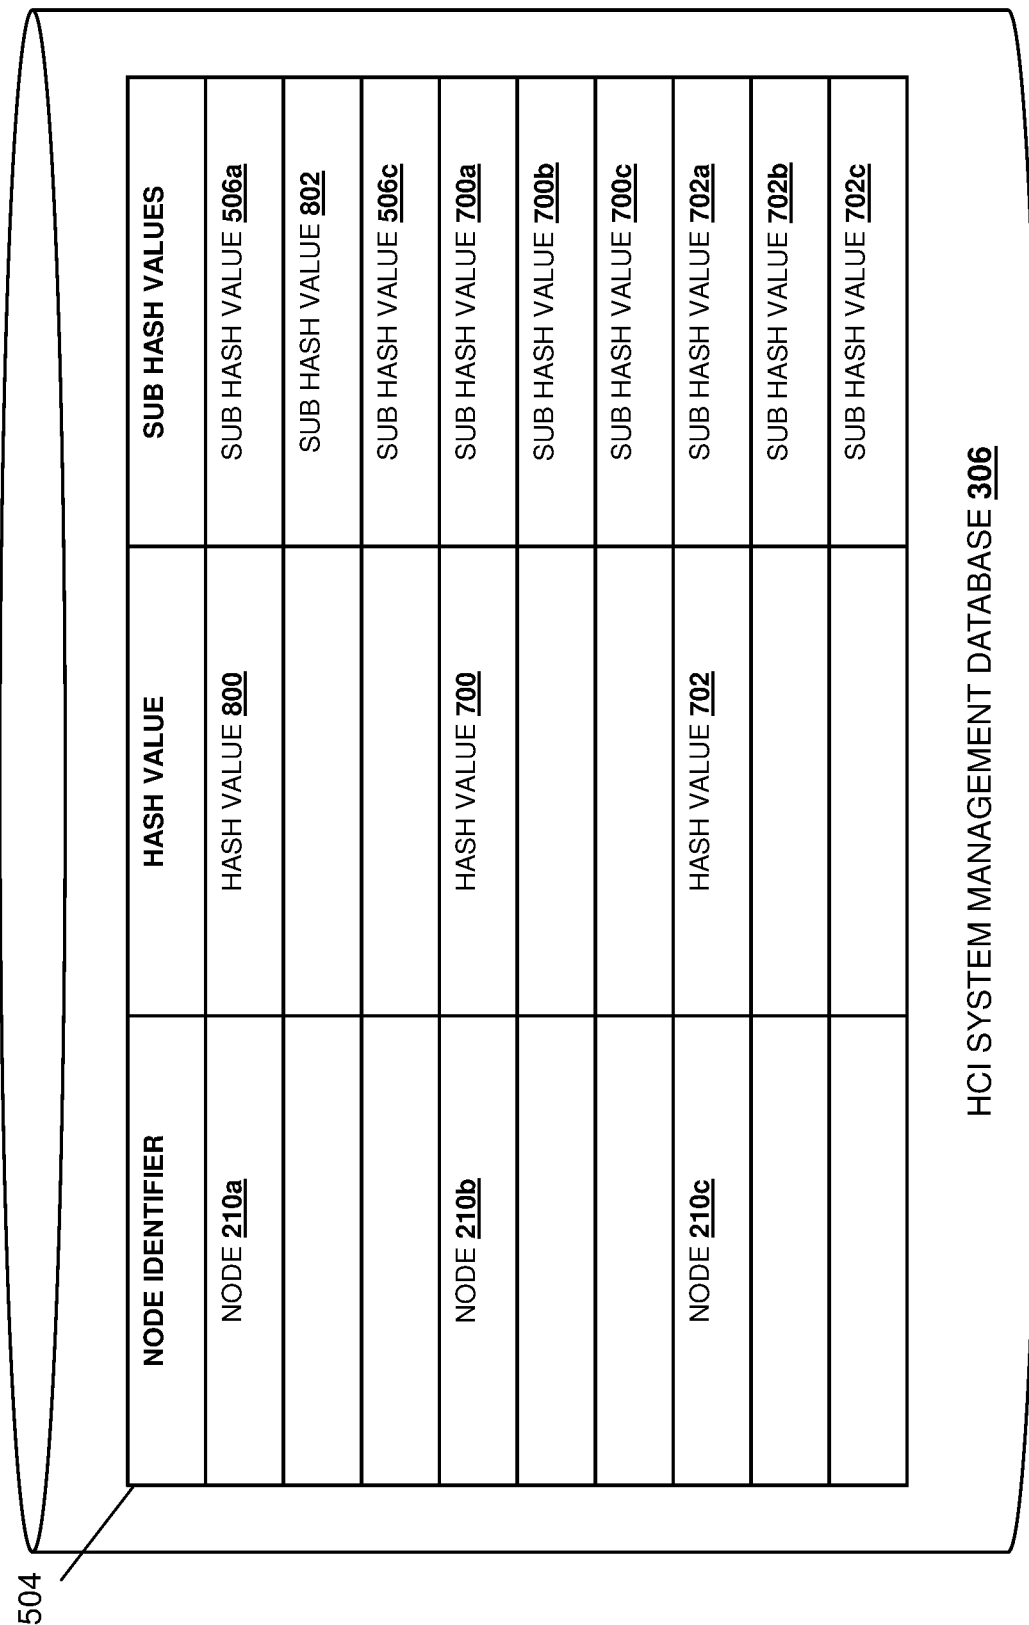 504
NODE IDENTIFIER HASH VALUE SUB HASH VALUES
NODE 210a HASH VALUE 800 SUB HASH VALUE 506a
SUB HASH VALUE 802
SUB HASH VALUE 506c
NODE 210b HASH VALUE 700 SUB HASH VALUE 700a
SUB HASH VALUE 700b
SUB HASH VALUE 700c
NODE 210c HASH VALUE 702 SUB HASH VALUE 702a
SUB HASH VALUE 702b
SUB HASH VALUE 702c
HCI SYSTEM MANAGEMENT DATABASE 306